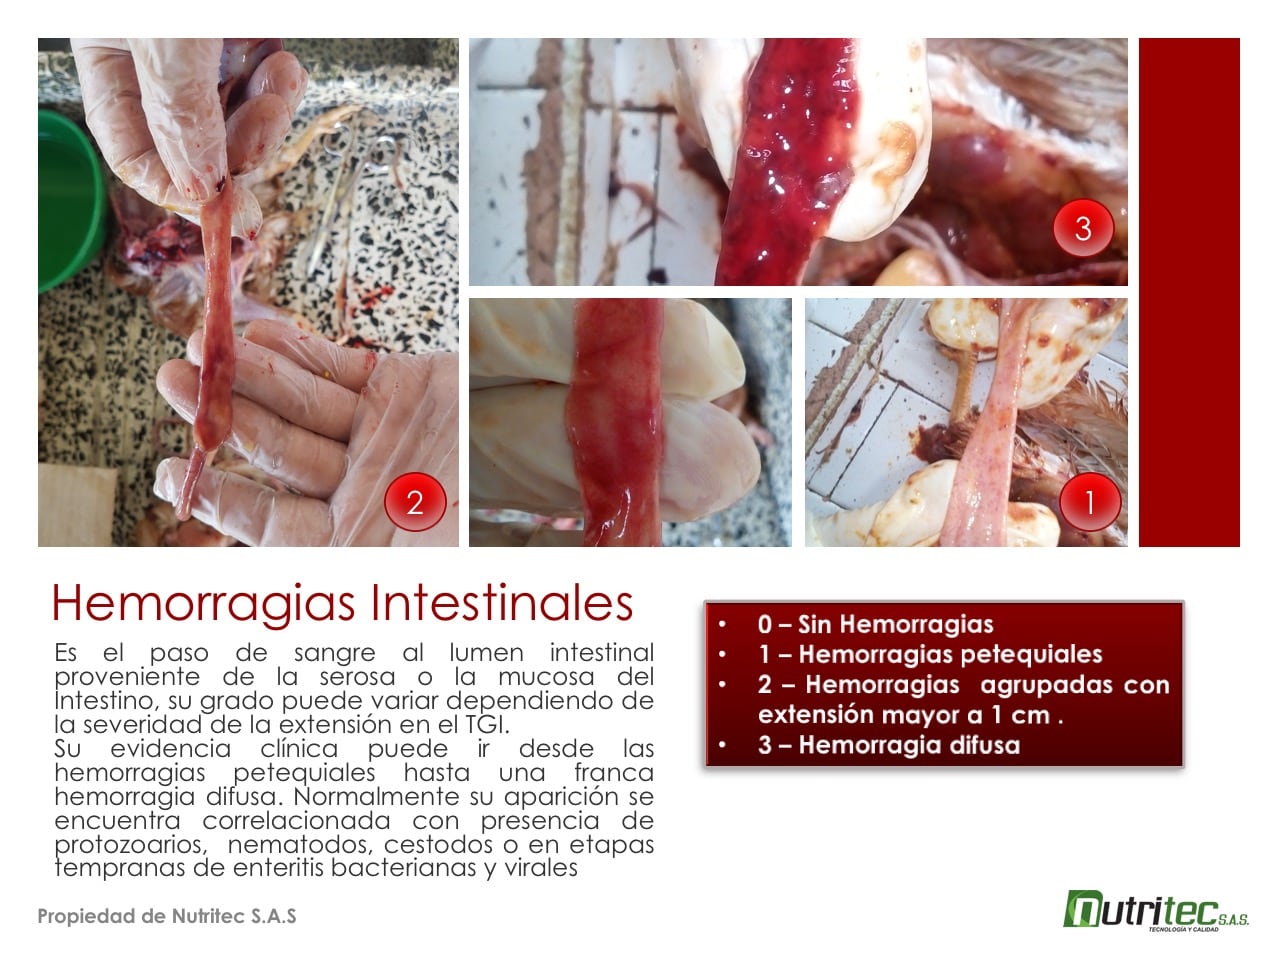 3
2
1
Hemorragias Intestinales
Es el paso de sangre al lumen intestinal
proveniente de la serosa o la mucosa del
Intestino, su grado puede variar dependiendo de
la severidad de la extensión en el TGI.
Su evidencia clínica puede ir desde las
hemorragias petequiales hasta una franca
hemorragia difusa. Normalmente su aparición se
encuentra correlacionada con presencia de
protozoarios, nematodos, cestodos o en etapas
tempranas de enteritis bacterianas y virales
• 0 – Sin Hemorragias
• 1 – Hemorragias petequiales
• 2 – Hemorragias agrupadas con
extensión mayor a 1 cm .
• 3 – Hemorragia difusa
Propiedad de Nutritec S.A.S
nutritec S.A.S.
TECNOLOGÍA Y CALIDAD